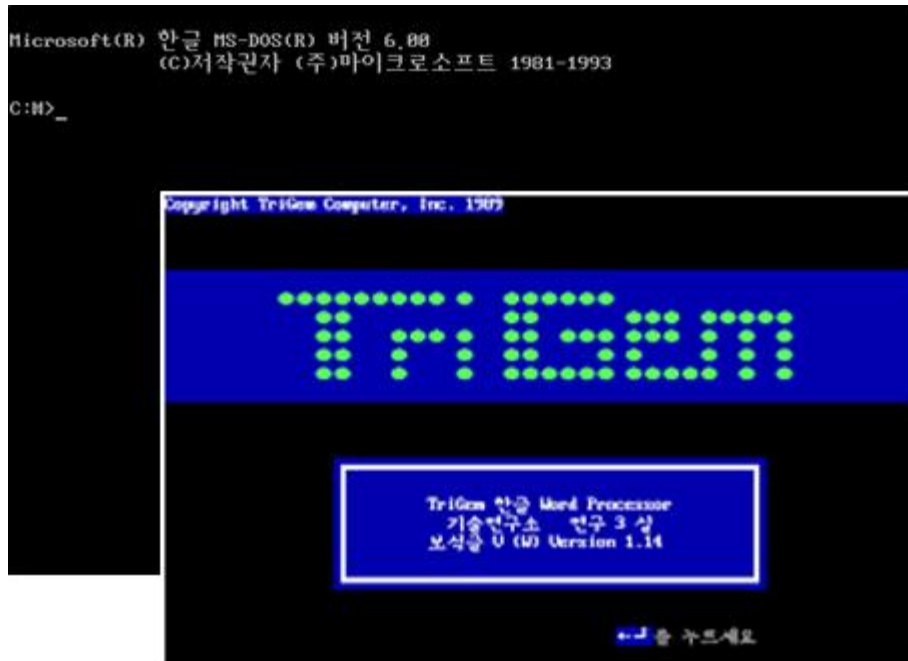 Microsoft(R) 한글 MS-DOS(R) 버전 6.00
(C)저작권자 (주)마이크로소프트 1981-1993
C:₩>_
Copyright TriGem Computer, Inc. 1989
TriGem
TriGem 한글 Word Processor
기술연구소 연구 3 실
보석글 V (W) Version 1.14
를 누르세요